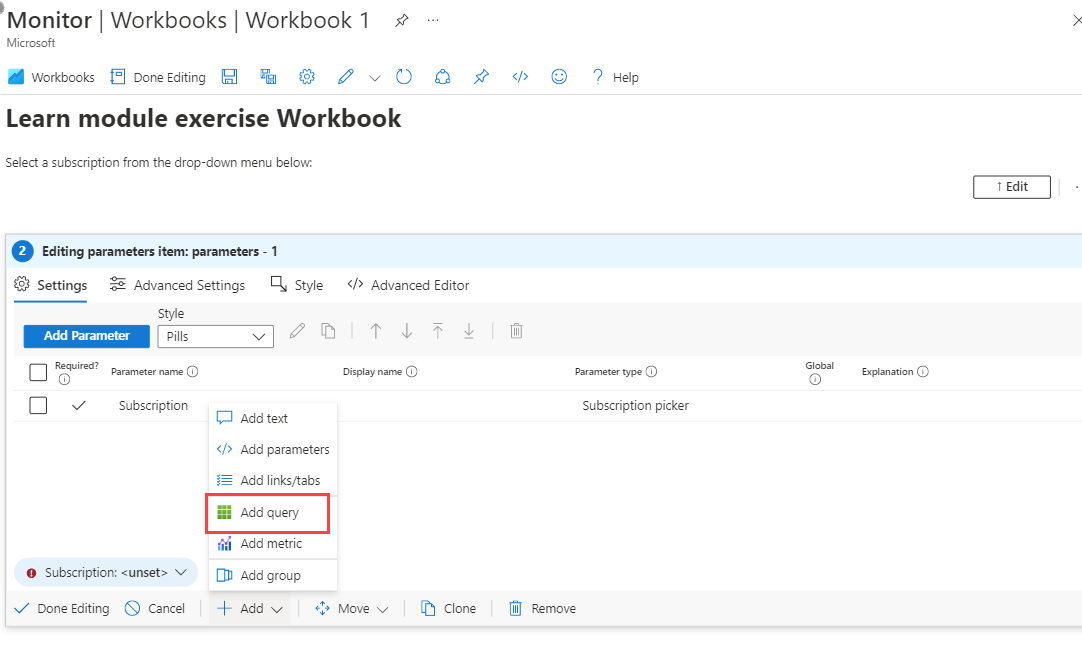 Monitor | Workbooks | Workbook 1 ...
Microsoft
Workbooks Done Editing Help
Learn module exercise Workbook
Select a subscription from the drop-down menu below:
↑ Edit
2 Editing parameters item: parameters - 1
Settings Advanced Settings Style Advanced Editor
Style
Add Parameter Pills
Required? Parameter name Display name Parameter type Global Explanation
Subscription Subscription picker
Add text
Add parameters
Add links/tabs
Add query
Add metric
Subscription: <unset>
Add group
Done Editing Cancel Add Move Clone Remove